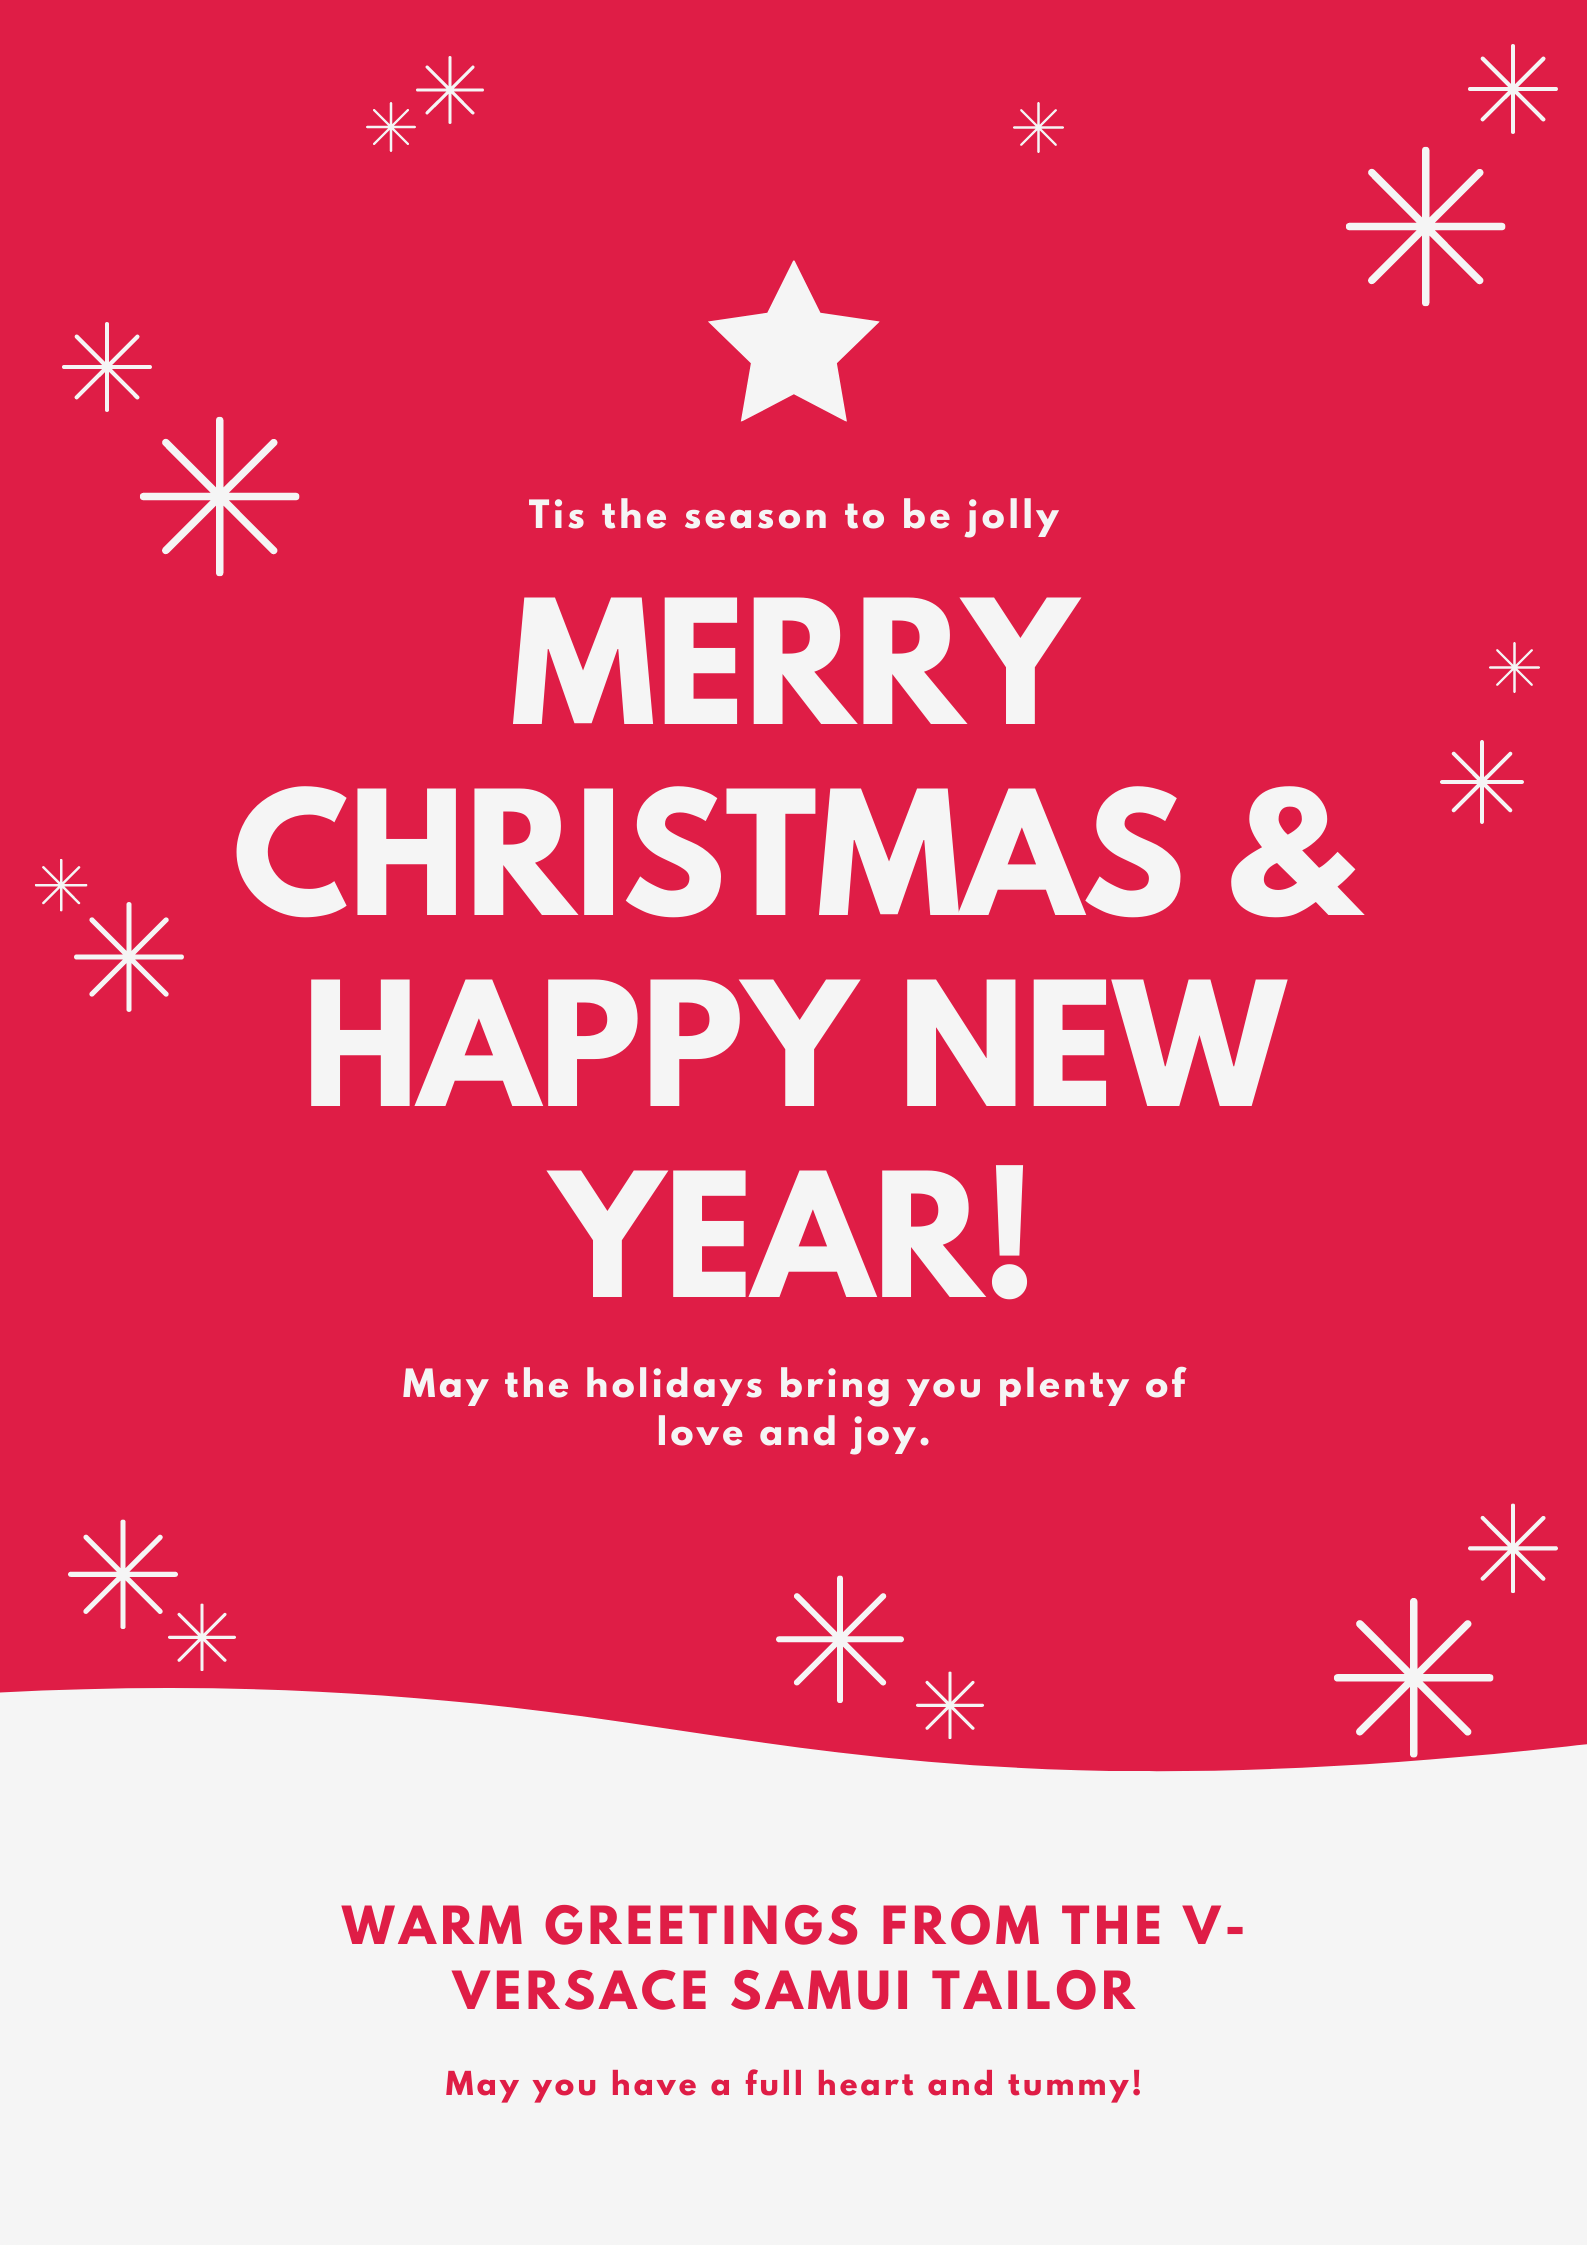 Tis the season to be jolly
MERRY
CHRISTMAS &
HAPPY NEW
YEAR!
May the holidays bring you plenty of
love and joy.
WARM GREETINGS FROM THE V-
VERSACE SAMUI TAILOR
May you have a full heart and tummy!